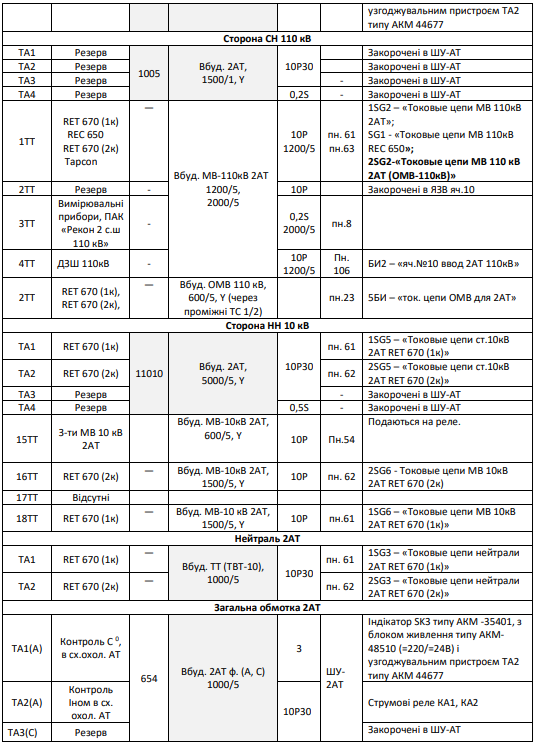 узгоджувальним пристроєм ТА2
типу АКМ 44677
Сторона СН 110 кВ
ТА1 Резерв 1005 Вбуд. 2АТ, 10P30 Закорочені в ШУ-АТ
ТА2 Резерв 1500/1, Y Закорочені в ШУ-АТ
ТА3 Резерв - Закорочені в ШУ-АТ
ТА4 Резерв 0,2S - Закорочені в ШУ-АТ
1ТТ RET 670 (1к) — Вбуд. МВ-110кВ 2АТ 10P пн. 61 1SG2 – «Токовые цепи МВ 110кВ
REC 650 1200/5, 1200/5 пн.63 2АТ»;
RET 670 (2к) 2000/5 SG1 - «Токовые цепи МВ 110кВ
Tapcon REC 650»;
2SG2-«Токовые цепи МВ 110 кВ
2АТ (ОМВ-110кВ)»
2ТТ Резерв - 10P Закорочені в ЯЗВ яч.10
3ТТ Вимірювальні - 0,2S пн.8
прибори, ПАК 2000/5
«Рекон 2 с.ш
110 кВ»
4ТТ ДЗШ 110кВ - 10P Пн. БИ2 – «яч.№10 ввод 2АТ 110кВ»
1200/5 106
2ТТ RET 670 (1к), — Вбуд. ОМВ 110 кВ, пн.23 5БИ – «ток. цепи ОМВ для 2АТ»
RET 670 (2к), 600/5, Y (через
проміжні ТС 1/2)
Сторона НН 10 кВ
ТА1 RET 670 (1к) 11010 Вбуд. 2АТ, 10P30 пн. 61 1SG5 – «Токовые цепи ст.10кВ
5000/5, Y 2АТ RET 670 (1к)»
ТА2 RET 670 (2к) пн. 62 2SG5 – «Токовые цепи ст.10кВ
2АТ RET 670 (2к)»
ТА3 Резерв - Закорочені в ШУ-АТ
ТА4 Резерв 0,5S - Закорочені в ШУ-АТ
15ТТ З-ти МВ 10 кВ Вбуд. МВ-10кВ 2АТ, 10P Пн.54 Подаються на реле.
2АТ 600/5, Y
16ТТ RET 670 (2к) — Вбуд. МВ-10кВ 2АТ, 10P пн. 62 2SG6 - Токовые цепи МВ 10кВ
1500/5, Y 2АТ RET 670 (2к)
17ТТ Відсутні
18ТТ RET 670 (1к) — Вбуд. МВ-10 кВ 2АТ, 10P пн.61 1SG6 – «Токовые цепи МВ 10кВ
1500/5, Y 2АТ RET 670 (1к)»
Нейтраль 2АТ
ТА1 RET 670 (1к) — Вбуд. ТТ (ТВТ-10), 10P30 пн. 61 1SG3 – «Токовые цепи нейтрали
1000/5 2АТ RET 670 (1к)»
ТА2 RET 670 (2к) — пн. 62 2SG3 – «Токовые цепи нейтрали
2АТ RET 670 (2к)»
Загальна обмотка 2АТ
ТА1(А) Контроль С ⁰, 654 Вбуд. 2АТ ф. (А, С) 3 ШУ- Індікатор SK3 типу АКМ -35401, з
в сх.охол. АТ 1000/5 2АТ блоком живлення типу АКМ-
48510 (=220/=24В) і
узгоджувальним пристроєм ТА2
типу АКМ 44677
ТА2(А) Контроль 10P30 Струмові реле КА1, КА2
Іном в сх.
охол. АТ
ТА3(С) Резерв Закорочені в ШУ-АТ